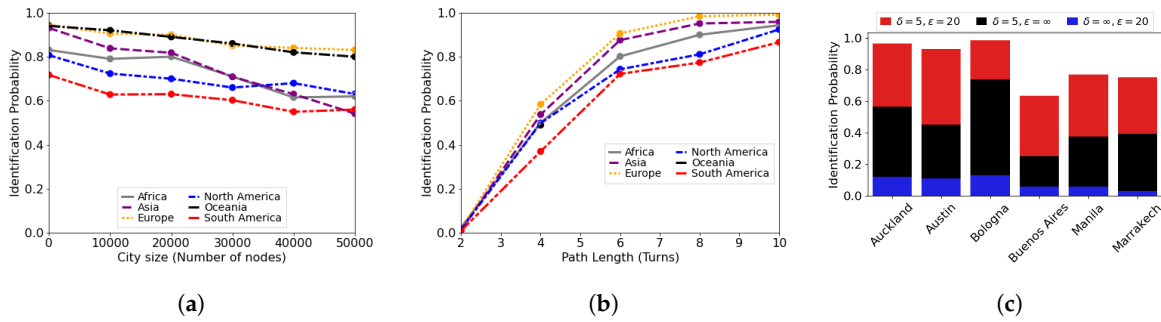 1.0
0.8
0.6
0.4
0.2
0.0
Identification Probability
Africa
Asia
Europe
North America
Oceania
South America
0 10000 20000 30000 40000 50000
City size (Number of nodes)
(a)
1.0
0.8
0.6
0.4
0.2
0.0
Identification Probability
Africa
Asia
Europe
North America
Oceania
South America
2 3 4 5 6 7 8 9 10
Path Length (Turns)
(b)
δ = 5, ε = 20 δ = 5, ε = ∞ δ = ∞, ε = 20
1.0
0.8
0.6
0.4
0.2
0.0
Identification Probability
Auckland
Austin
Bologna
Buenos Aires
Manila
Marrakech
(c)